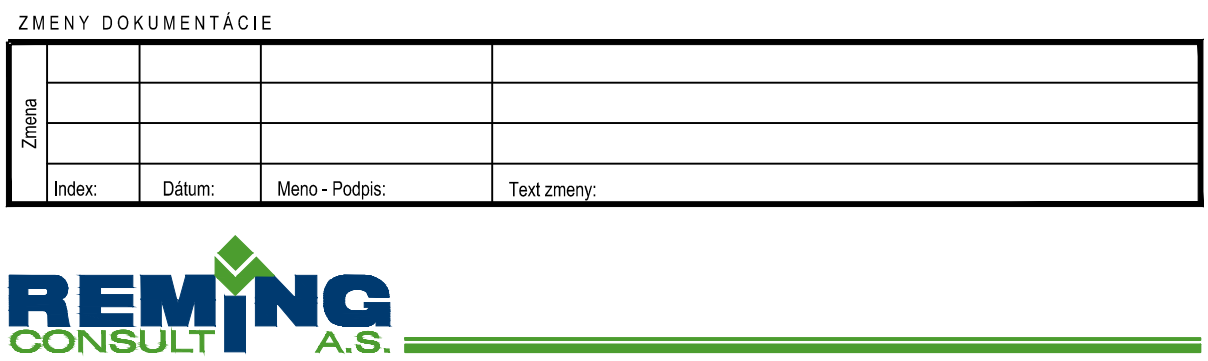 ZMENY DOKUMENTÁCIE
Zmena
Index: Dátum: Meno - Podpis: Text zmeny:
REMING
CONSULT A.S.